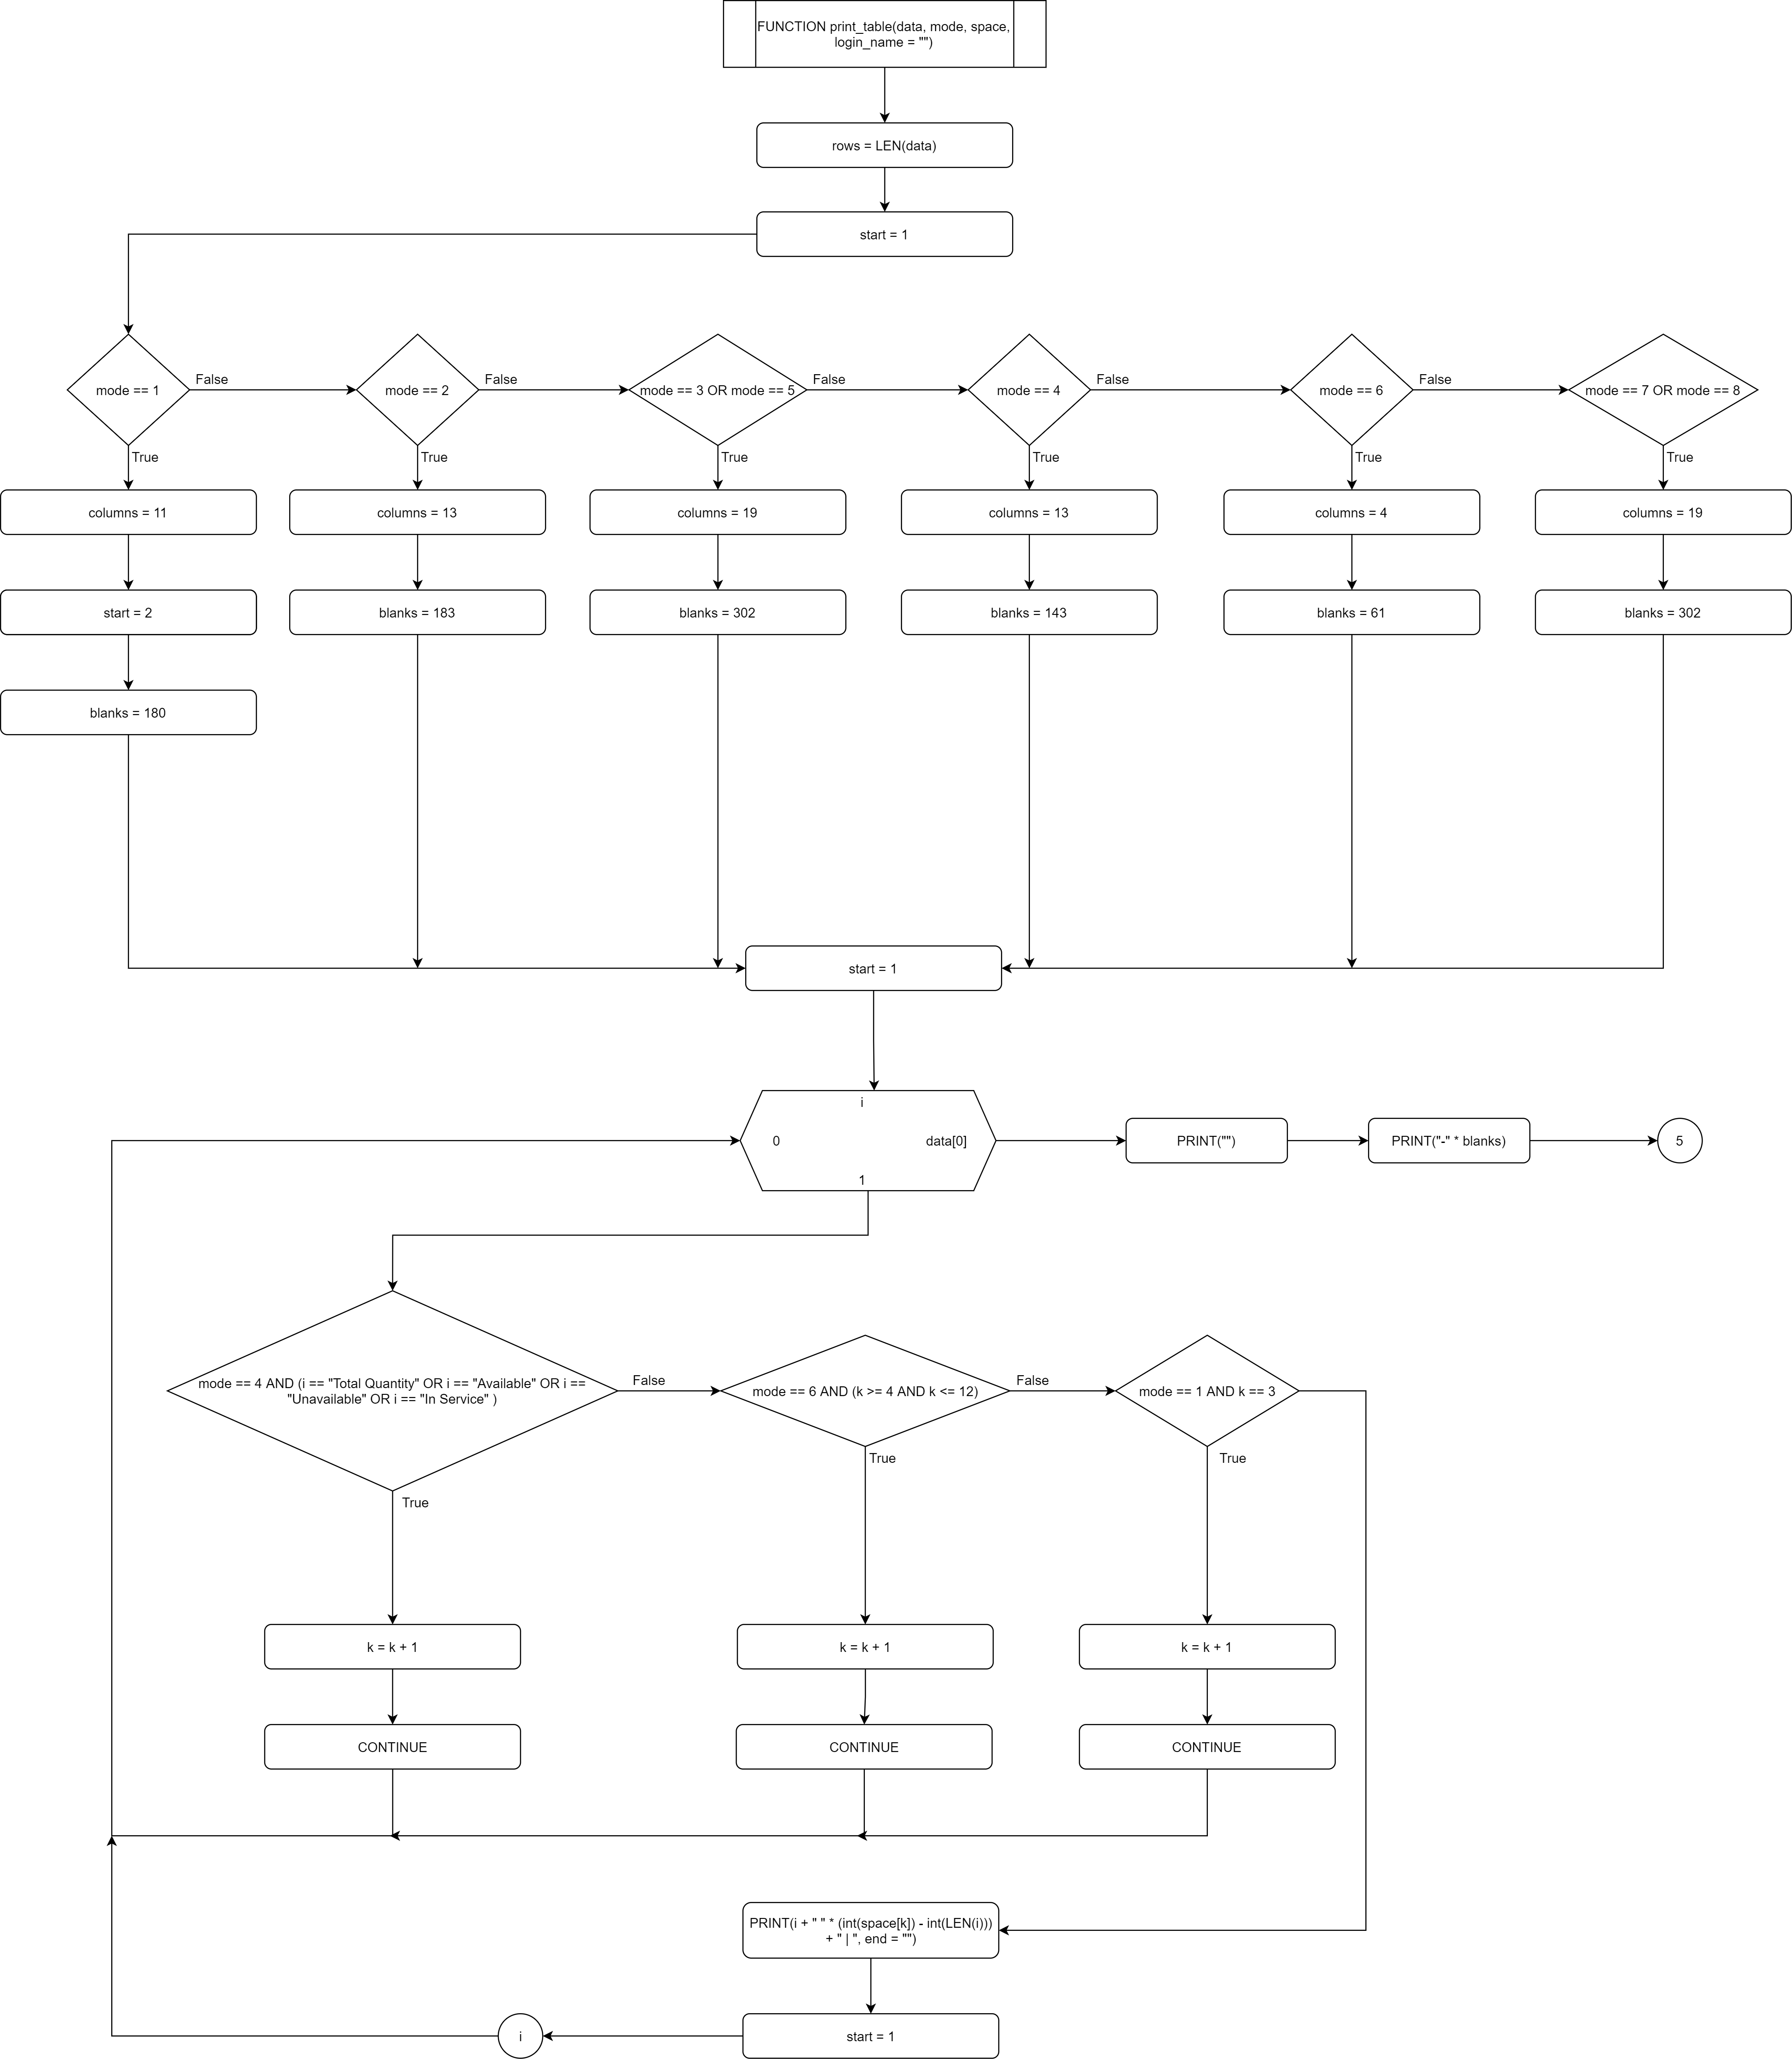 FUNCTION print_table(data, mode, space,
login_name = "")
rows = LEN(data)
start = 1
mode == 1
False
mode == 2
False
mode == 3 OR mode == 5
False
mode == 4
False
mode == 6
False
mode == 7 OR mode == 8
True
True
True
True
True
True
columns = 11
columns = 13
columns = 19
columns = 13
columns = 4
columns = 19
start = 2
blanks = 183
blanks = 302
blanks = 143
blanks = 61
blanks = 302
blanks = 180
start = 1
i
0
data[0]
1
PRINT("")
PRINT("-" * blanks)
5
mode == 4 AND (i == "Total Quantity" OR i == "Available" OR i ==
"Unavailable" OR i == "In Service" )
False
mode == 6 AND (k >= 4 AND k <= 12)
False
mode == 1 AND k == 3
True
True
True
k = k + 1
k = k + 1
k = k + 1
CONTINUE
CONTINUE
CONTINUE
PRINT(i + " " * (int(space[k]) - int(LEN(i)))
+ " | ", end = "")
start = 1
i